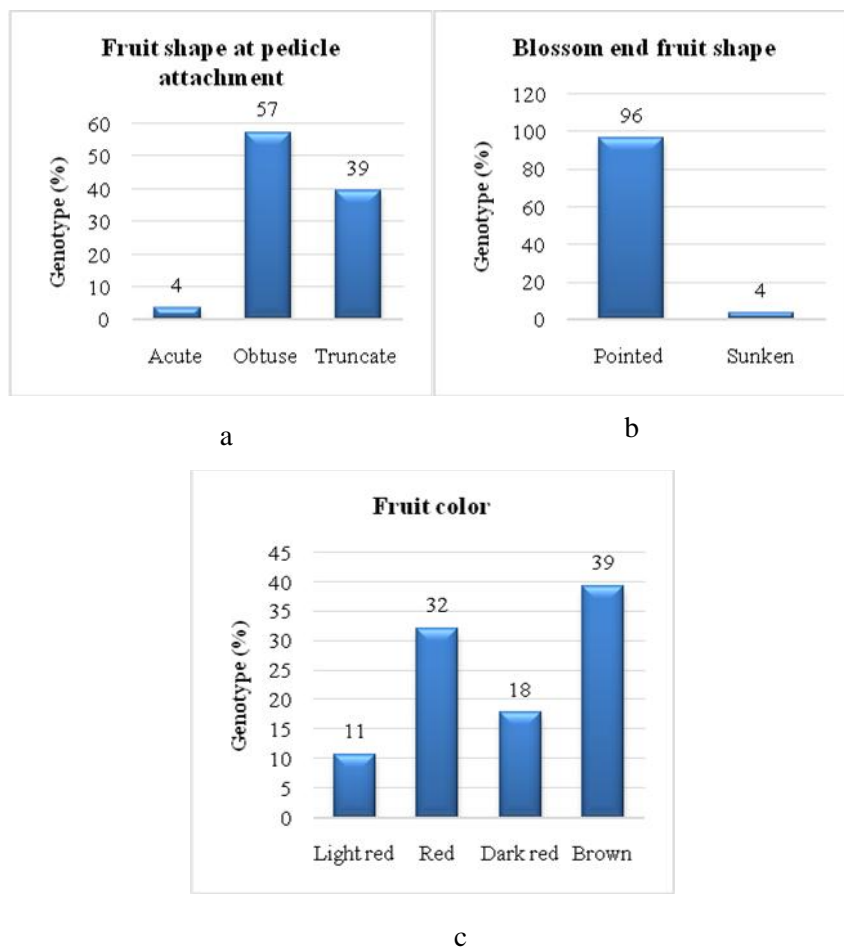 Fruit shape at pedicle
attachment
Genotype (%)
60
50
40
30
20
10
0
4
57
39
Acute Obtuse Truncate
a
Blossom end fruit shape
Genotype (%)
120
100
80
60
40
20
0
96
4
Pointed Sunken
b
Fruit color
Genotype (%)
45
40
35
30
25
20
15
10
5
0
11
32
18
39
Light red Red Dark red Brown
c